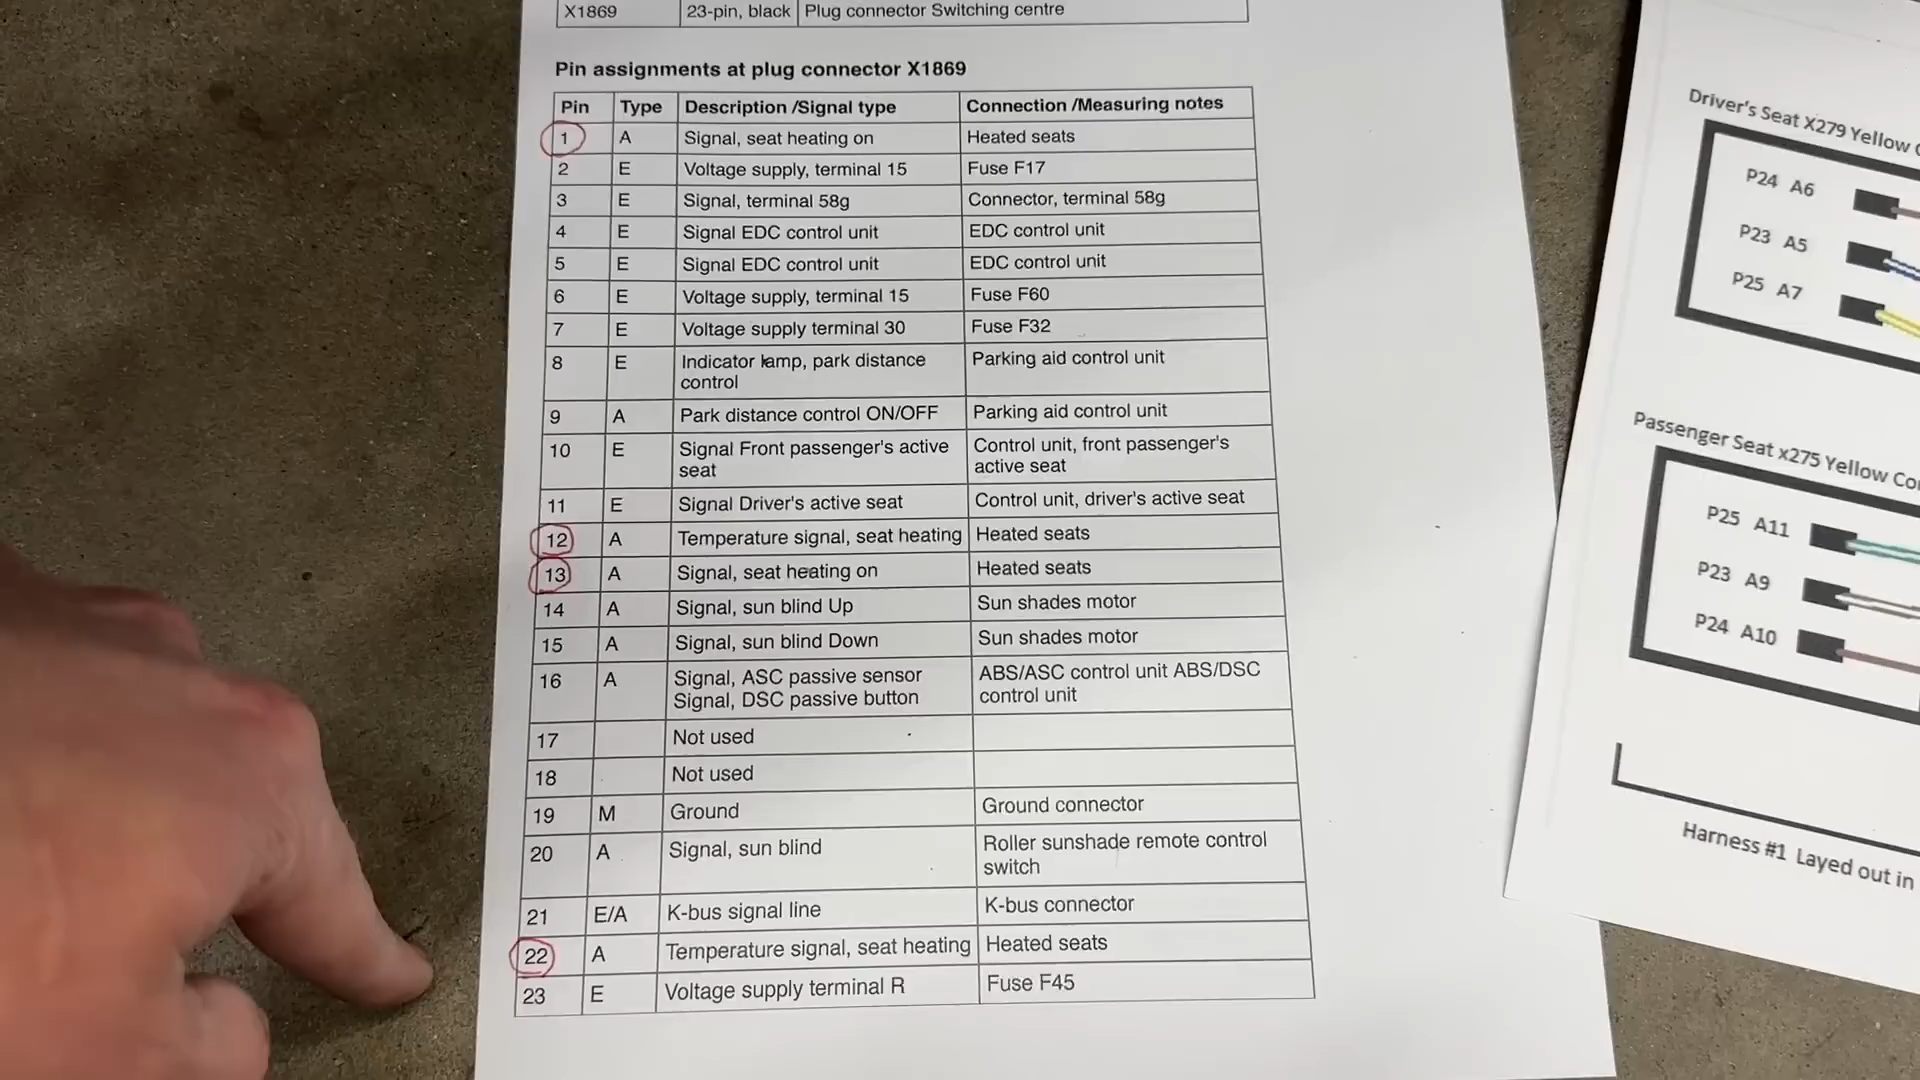 X1869 23-pin, black Plug connector Switching centre
Pin assignments at plug connector X1869
Pin Type Description /Signal type Connection /Measuring notes
1 A Signal, seat heating on Heated seats
2 E Voltage supply, terminal 15 Fuse F17
3 E Signal, terminal 58g Connector, terminal 58g
4 E Signal EDC control unit EDC control unit
5 E Signal EDC control unit EDC control unit
6 E Voltage supply, terminal 15 Fuse F60
7 E Voltage supply terminal 30 Fuse F32
8 E Indicator lamp, park distance control Parking aid control unit
9 A Park distance control ON/OFF Parking aid control unit
10 E Signal Front passenger's active seat Control unit, front passenger's active seat
11 E Signal Driver's active seat Control unit, driver's active seat
12 A Temperature signal, seat heating Heated seats
13 A Signal, seat heating on Heated seats
14 A Signal, sun blind Up Sun shades motor
15 A Signal, sun blind Down Sun shades motor
16 A Signal, ASC passive sensor Signal, DSC passive button ABS/ASC control unit ABS/DSC control unit
17 Not used
18 Not used
19 M Ground Ground connector
20 A Signal, sun blind Roller sunshade remote control switch
21 E/A K-bus signal line K-bus connector
22 A Temperature signal, seat heating Heated seats
23 E Voltage supply terminal R Fuse F45
Driver's Seat X279 Yellow
P24 A6
P23 A5
P25 A7
Passenger Seat x275 Yellow
P25 A11
P23 A9
P24 A10
Harness #1 Layed out in